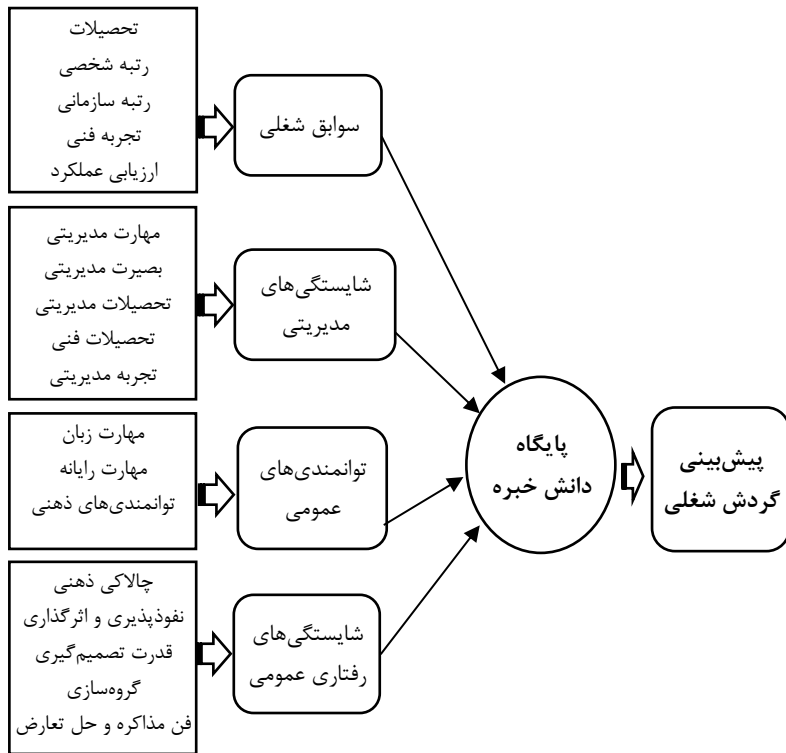 تحصیلات
رتبه شخصی
رتبه سازمانی
تجربه فنی
ارزیابی عملکرد
سوابق شغلی
مهارت مدیریتی
بصیرت مدیریتی
تحصیلات مدیریتی
تحصیلات فنی
تجربه مدیریتی
شایستگی‌های
مدیریتی
مهارت زبان
مهارت رایانه
توانمندی‌های ذهنی
توانمندی‌های
عمومی
چالاکی ذهنی
نفوذپذیری و اثرگذاری
قدرت تصمیم‌گیری
گروه‌سازی
فن مذاکره و حل تعارض
شایستگی‌های
رفتاری عمومی
پایگاه
دانش خبره
پیش‌بینی
گردش شغلی